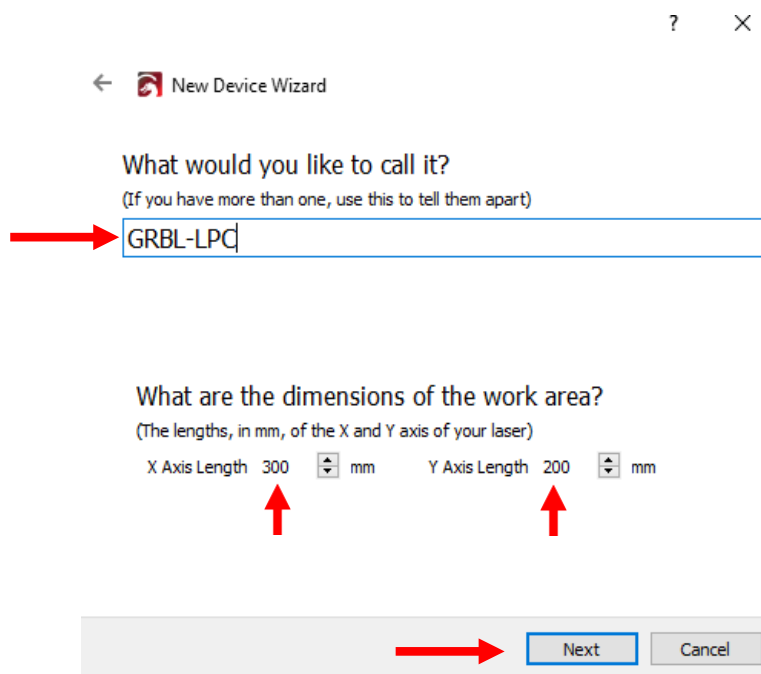 ?
New Device Wizard
What would you like to call it?
(If you have more than one, use this to tell them apart)
GRBL-LPC
What are the dimensions of the work area?
(The lengths, in mm, of the X and Y axis of your laser)
X Axis Length 300 mm Y Axis Length 200 mm
Next Cancel